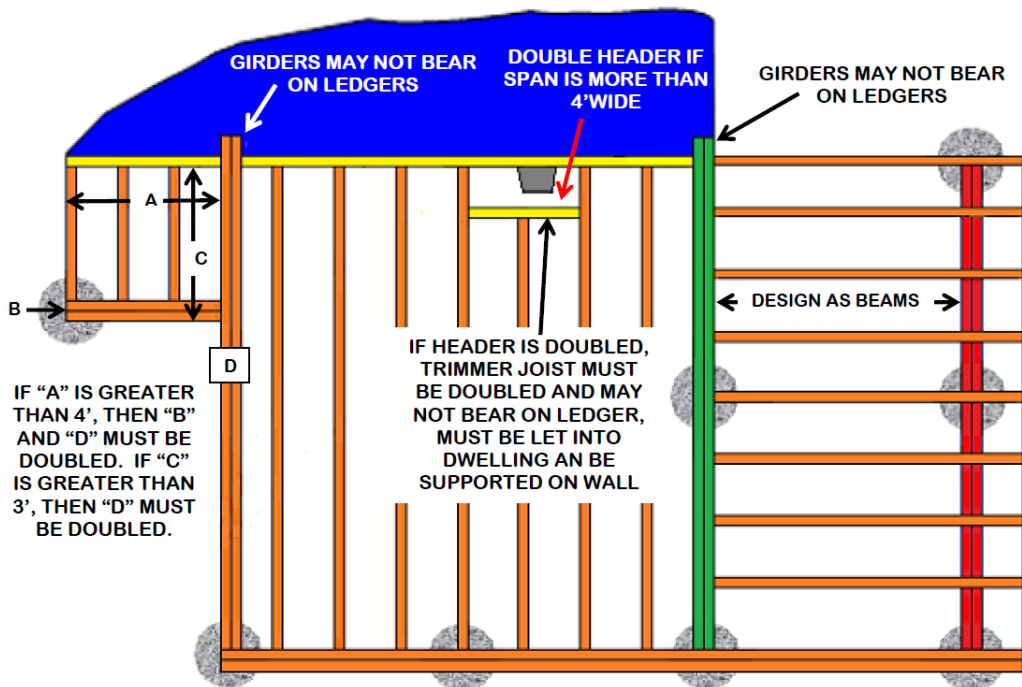 GIRDERS MAY NOT BEAR
ON LEDGERS
DOUBLE HEADER IF
SPAN IS MORE THAN
4'WIDE
GIRDERS MAY NOT BEAR
ON LEDGERS
A
C
B
D
DESIGN AS BEAMS
IF HEADER IS DOUBLED,
TRIMMER JOIST MUST
BE DOUBLED AND MAY
NOT BEAR ON LEDGER,
MUST BE LET INTO
DWELLING AN BE
SUPPORTED ON WALL
IF “A” IS GREATER
THAN 4’, THEN “B”
AND “D” MUST BE
DOUBLED. IF “C”
IS GREATER THAN
3’, THEN “D” MUST
BE DOUBLED.